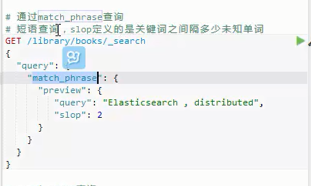 # 通过match_phrase查询
# 短语查询，slop定义的是关键词之间隔多少未知单词
GET /library/books/_search
{
"query": {
"match_phrase": {
"preview": {
"query": "Elasticsearch , distributed",
"slop": 2
}
}
}
}